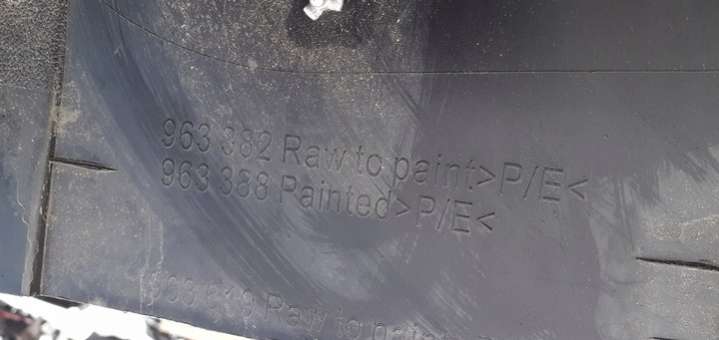 963 382 Raw to paint>P/E<
963 388 Painted>P/E<
Raw to